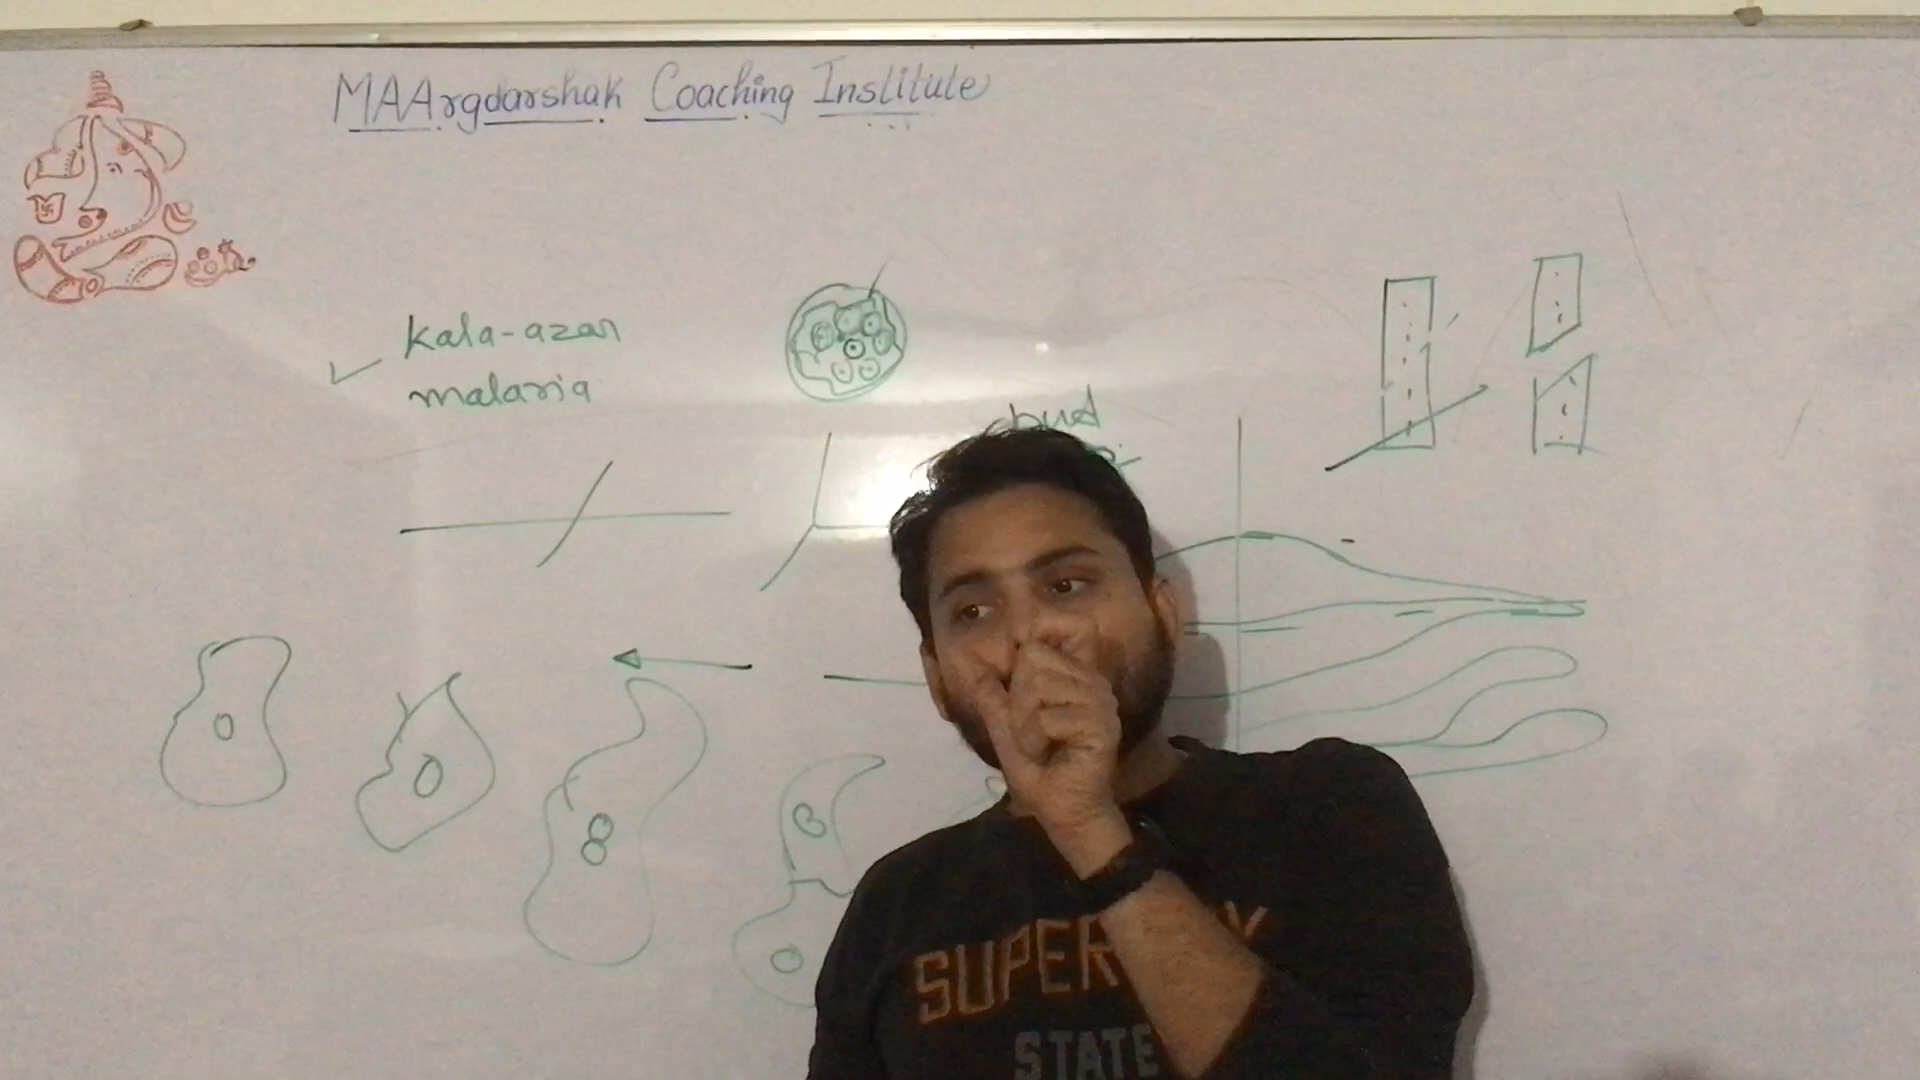 MAArgdarshak Coaching Institute
kala-azar
malaria
bud
SUPER
STATE